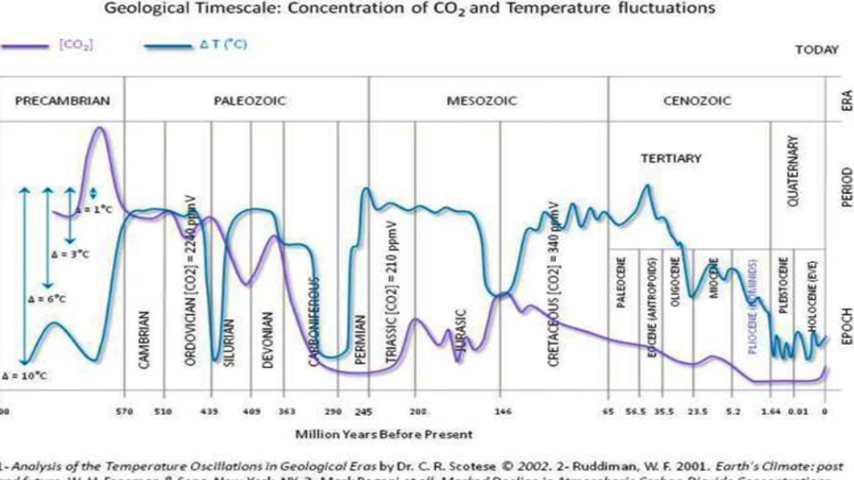 Geological Timescale: Concentration of CO₂ and Temperature fluctuations
[CO₂]
Δ T (°C)
TODAY
PRECAMBRIAN
PALEOZOIC
MESOZOIC
CENOZOIC
ERA
TERTIARY
QUATERNARY
PERIOD
Δ = 1°C
Δ = 3°C
Δ = 6°C
Δ = 10°C
CAMBRIAN
ORDOVICIAN [CO2] = 2240 ppmV
SILURIAN
DEVONIAN
CARBONIFEROUS
PERMIAN
TRIASSIC [CO2] = 210 ppmV
JURASIC
CRETACEOUS [CO2] = 340 ppmV
PALEOCENE
EOCENE (ANTROPOIDS)
OLIGOCENE
MIOCENE
PLIOCENE (HOMINIDS)
PLEISTOCENE
HOLOCENE (EVE)
EPOCH
00 570 510 439 409 363 290 245 208 146 65 56.5 35.5 23.5 5.2 1.64 0.01 0
Million Years Before Present
1- Analysis of the Temperature Oscillations in Geological Eras by Dr. C. R. Scotese © 2002. 2- Ruddiman, W. F. 2001. Earth's Climate: past